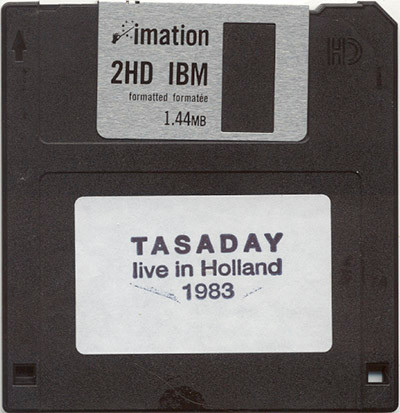 imation
2HD IBM
formatted formatée
1.44MB
HD
TASADAY
live in Holland
1983